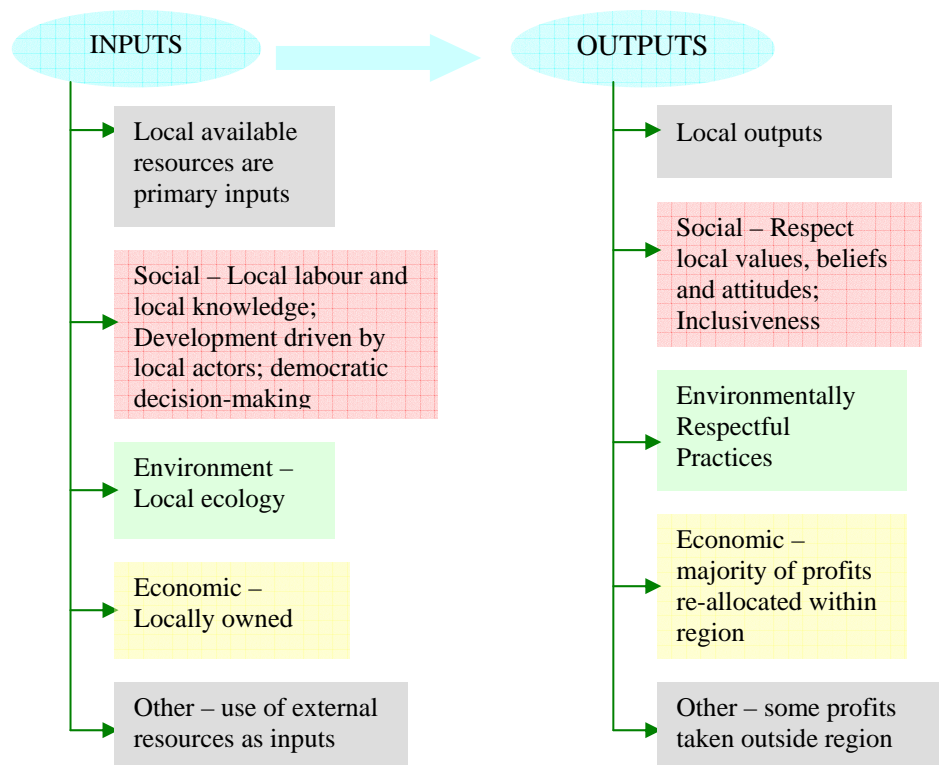 INPUTS
Local available
resources are
primary inputs
Social – Local labour and
local knowledge;
Development driven by
local actors; democratic
decision-making
Environment –
Local ecology
Economic –
Locally owned
Other – use of external
resources as inputs
OUTPUTS
Local outputs
Social – Respect
local values, beliefs
and attitudes;
Inclusiveness
Environmentally
Respectful
Practices
Economic –
majority of profits
re-allocated within
region
Other – some profits
taken outside region